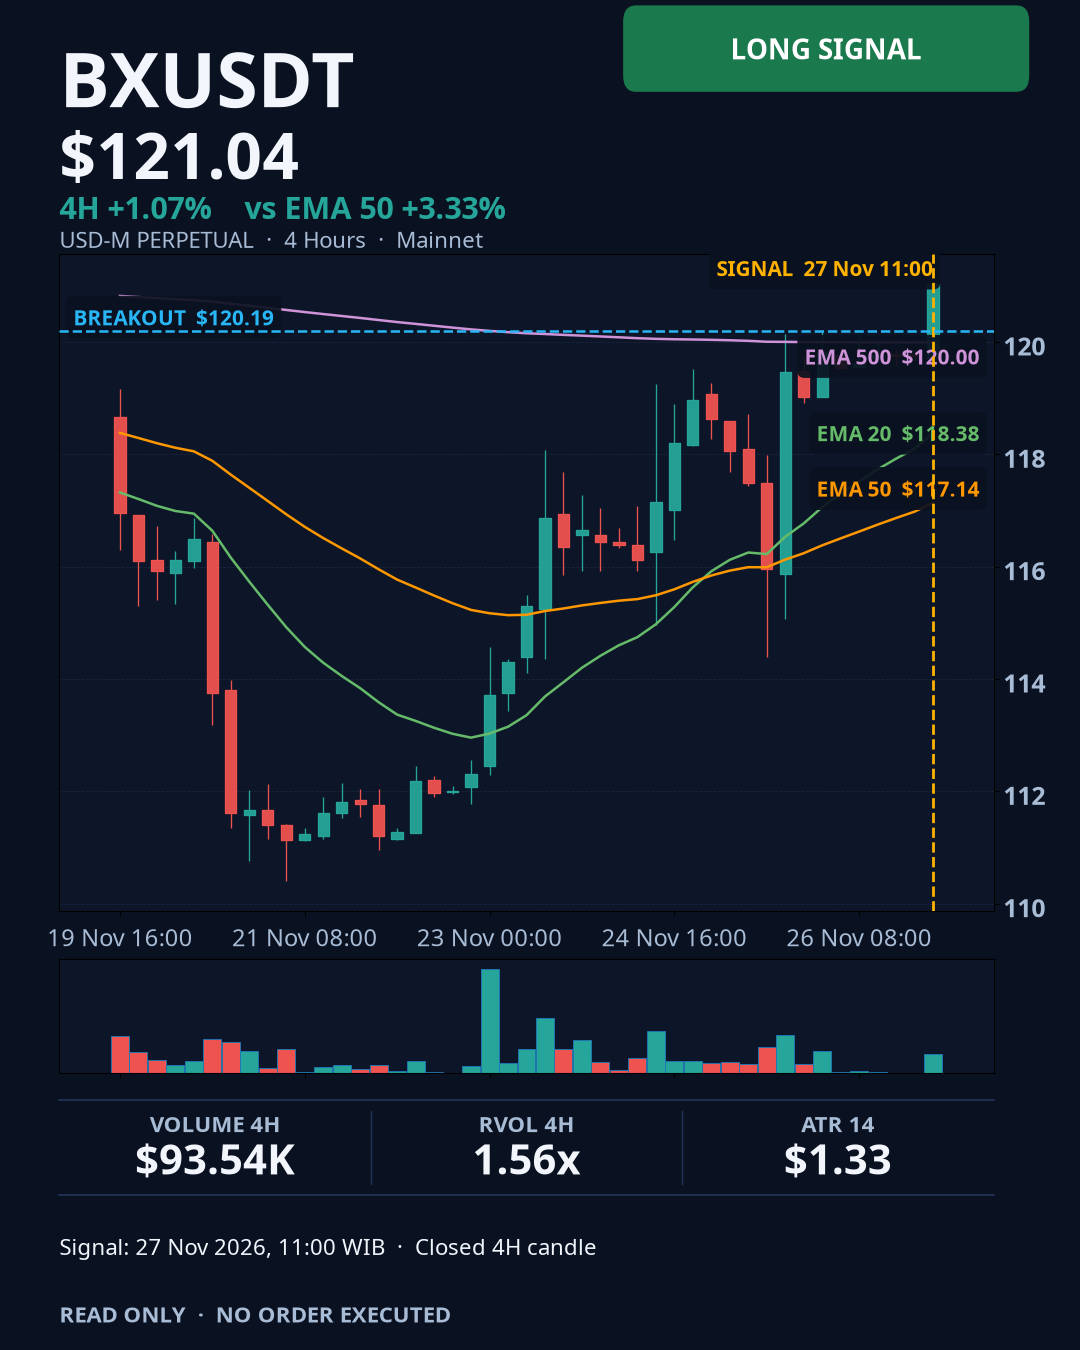 LONG SIGNAL
BXUSDT
$121.04
4H +1.07% vs EMA 50 +3.33%
USD-M PERPETUAL · 4 Hours · Mainnet
SIGNAL 27 Nov 11:00
BREAKOUT $120.19
120
EMA 500 $120.00
EMA 20 $118.38
118
EMA 50 $117.14
116
114
112
110
19 Nov 16:00 21 Nov 08:00 23 Nov 00:00 24 Nov 16:00 26 Nov 08:00
VOLUME 4H RVOL 4H ATR 14
$93.54K 1.56x $1.33
Signal: 27 Nov 2026, 11:00 WIB · Closed 4H candle
READ ONLY · NO ORDER EXECUTED